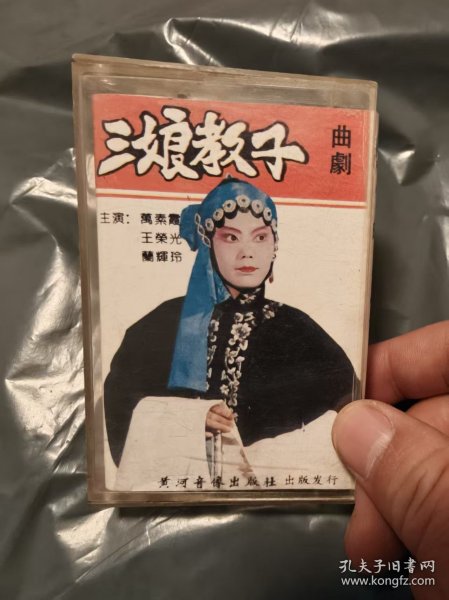 三娘教子
曲劇
主演：萬素霞
王榮光
蘭輝玲
黄河音像出版社 出版发行
孔夫子旧书网
www.kongfz.com